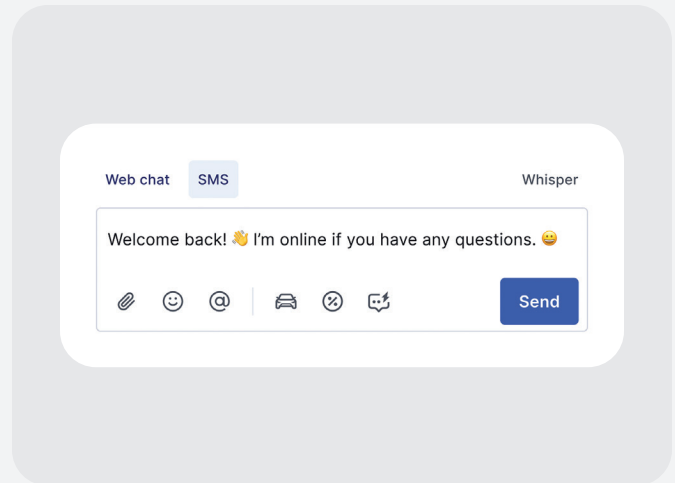 Web chat SMS Whisper
Welcome back! 👋 I'm online if you have any questions. 😀
Send